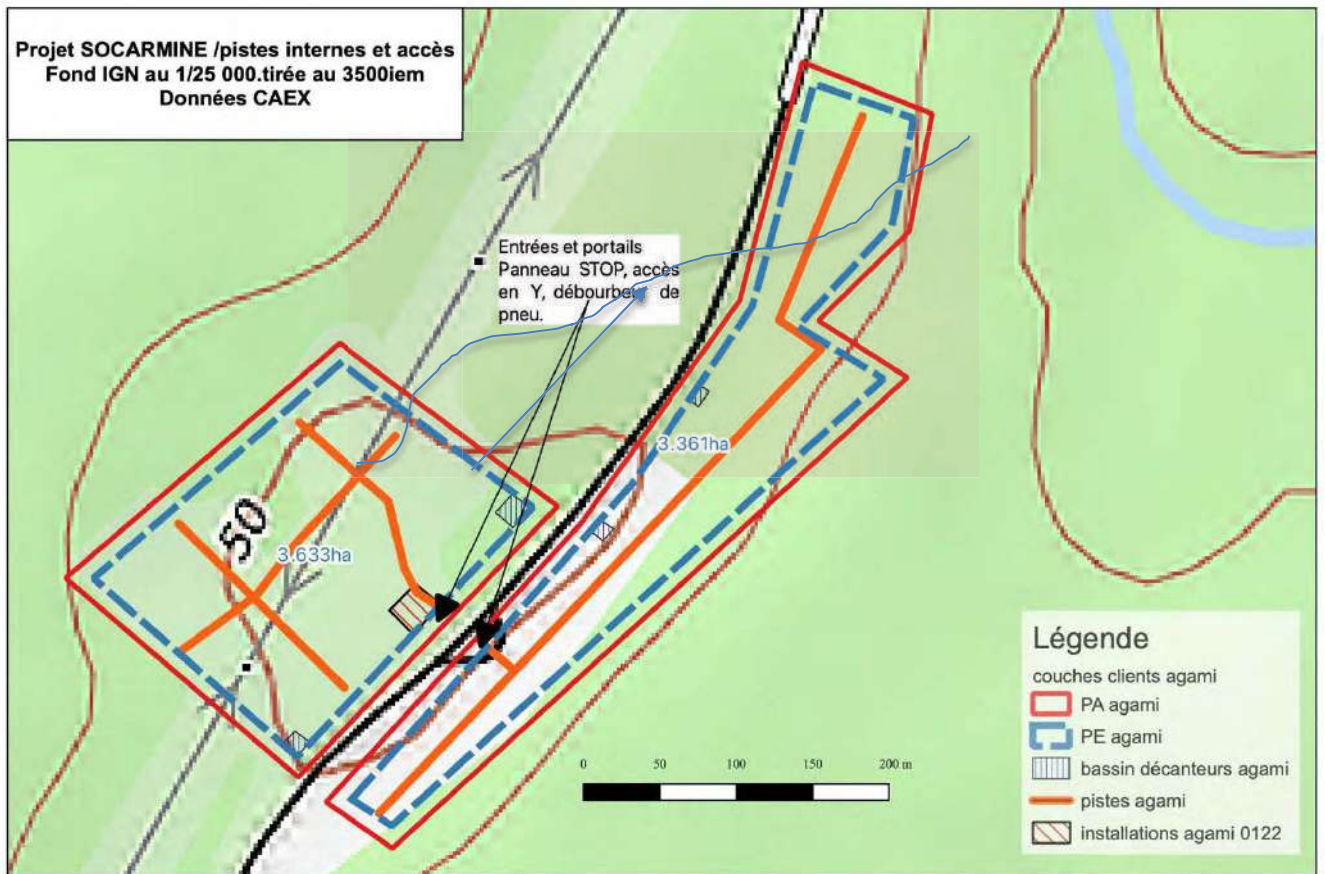 Projet SOCARMINE /pistes internes et accès
Fond IGN au 1/25 000.tirée au 3500iem
Données CAEX
Entrées et portails
Panneau STOP, accès
en Y, débourbeur de
pneu.
3.361ha
50
3.633ha
Légende
couches clients agami
PA agami
PE agami
bassin décanteurs agami
pistes agami
installations agami 0122
0 50 100 150 200 m